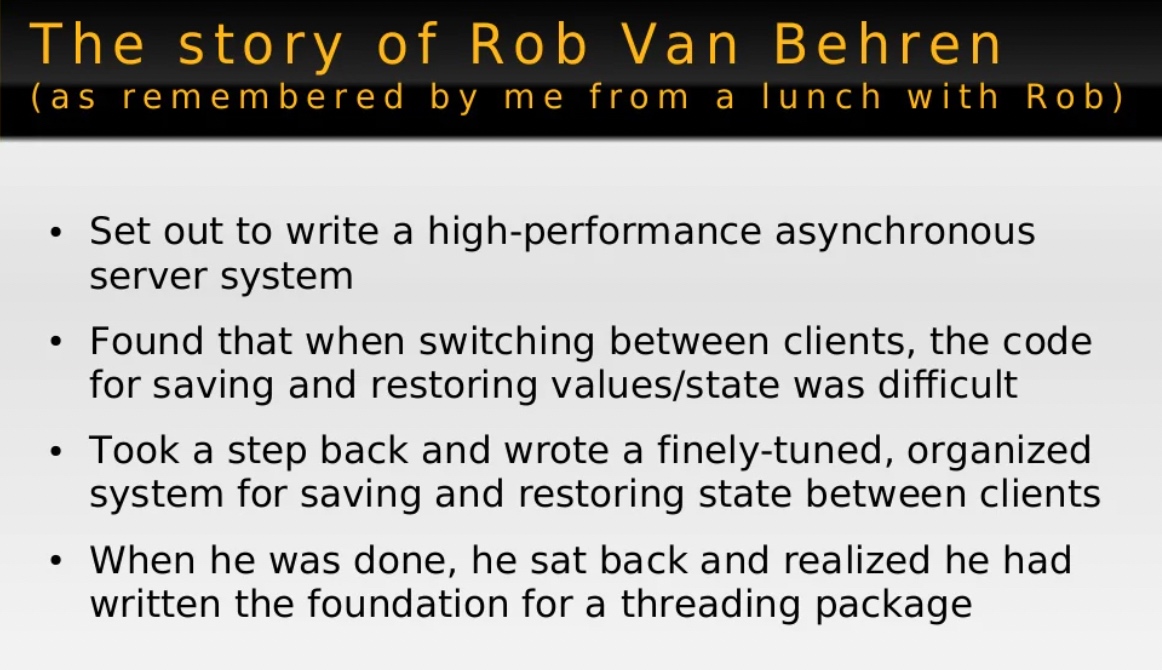 The story of Rob Van Behren
(as remembered by me from a lunch with Rob)
• Set out to write a high-performance asynchronous
server system
• Found that when switching between clients, the code
for saving and restoring values/state was difficult
• Took a step back and wrote a finely-tuned, organized
system for saving and restoring state between clients
• When he was done, he sat back and realized he had
written the foundation for a threading package